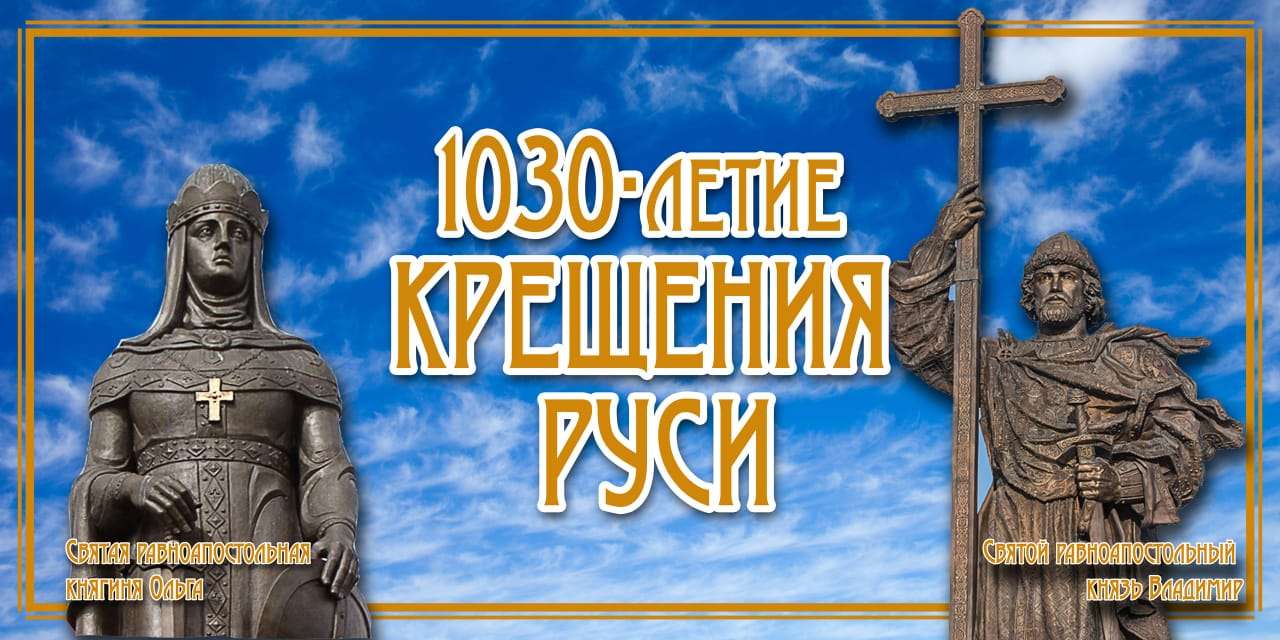 1030-летие
КРЕЩЕНИЯ
РУСИ
Святая равноапостольная
княгиня Ольга
Святой равноапостольный
князь Владимир